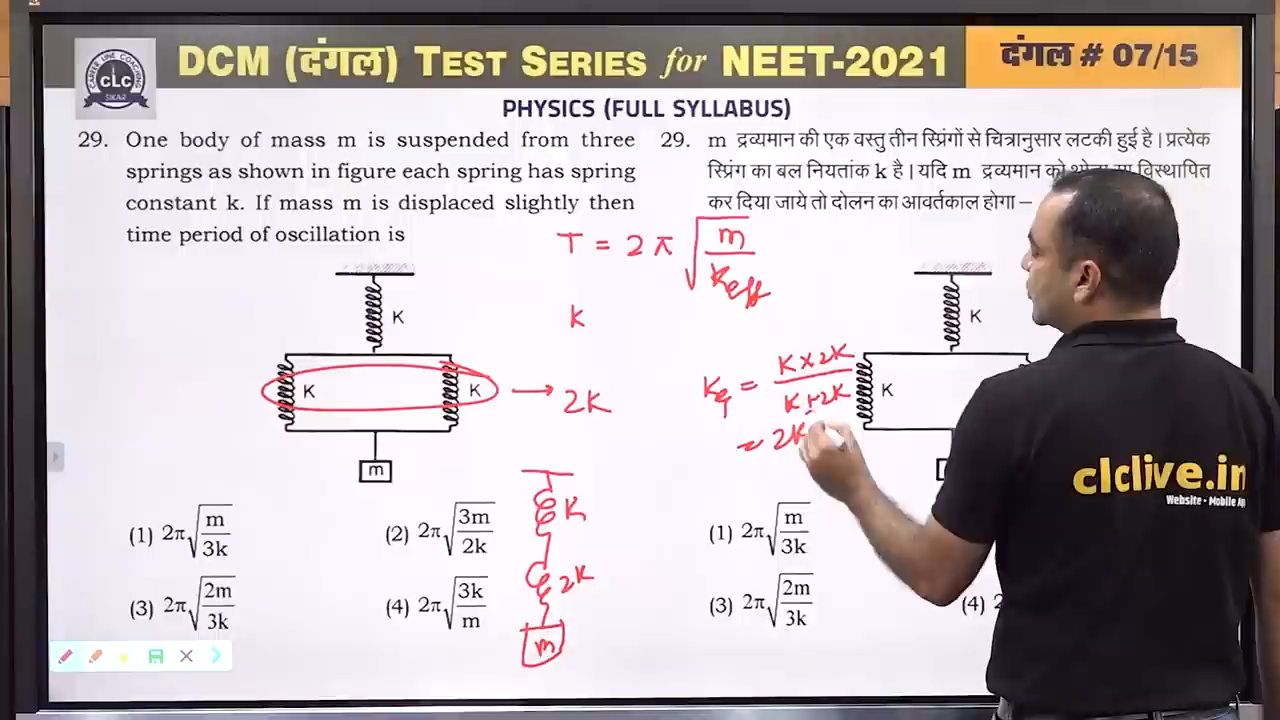 DCM (दंगल) TEST SERIES for NEET-2021
दंगल # 07/15
CLC
SIKAR
PHYSICS (FULL SYLLABUS)
29. One body of mass m is suspended from three
springs as shown in figure each spring has spring
constant k. If mass m is displaced slightly then
time period of oscillation is
K
K
K
m
(1) 2π√(m/3k)
(2) 2π√(3m/2k)
(3) 2π√(2m/3k)
(4) 2π√(3k/m)
T = 2π√(m/Keff)
K
→ 2K
K
2K
m
29. m द्रव्यमान की एक वस्तु तीन स्प्रिंगों से चित्रानुसार लटकी हुई है। प्रत्येक
स्प्रिंग का बल नियतांक k है। यदि m द्रव्यमान को विस्थापित
कर दिया जाये तो दोलन का आवर्तकाल होगा –
K
K
Keq = K×2K/K+2K
= 2K
(1) 2π√(m/3k)
(3) 2π√(2m/3k)
(4) 2
clclive.in
Website • Mobile